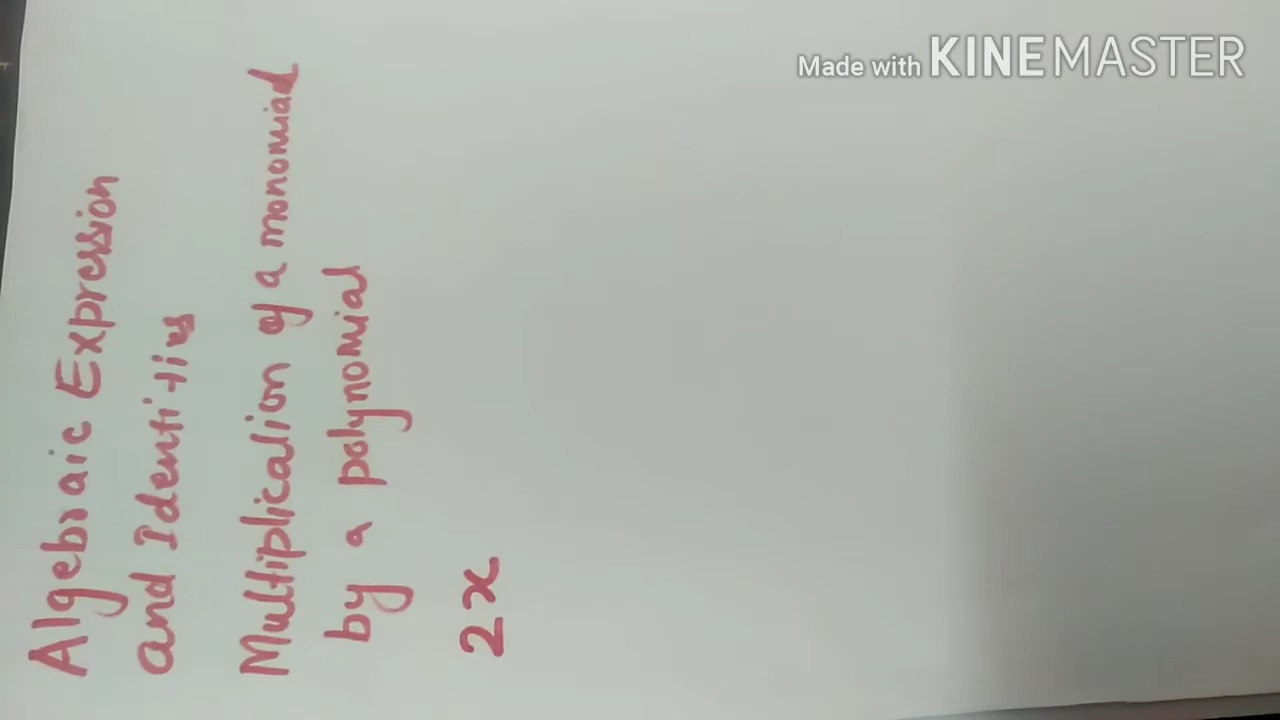 Made with KINEMASTER
Algebraic Expression
and Identities
Multiplication of a monomial
by a polynomial
2x